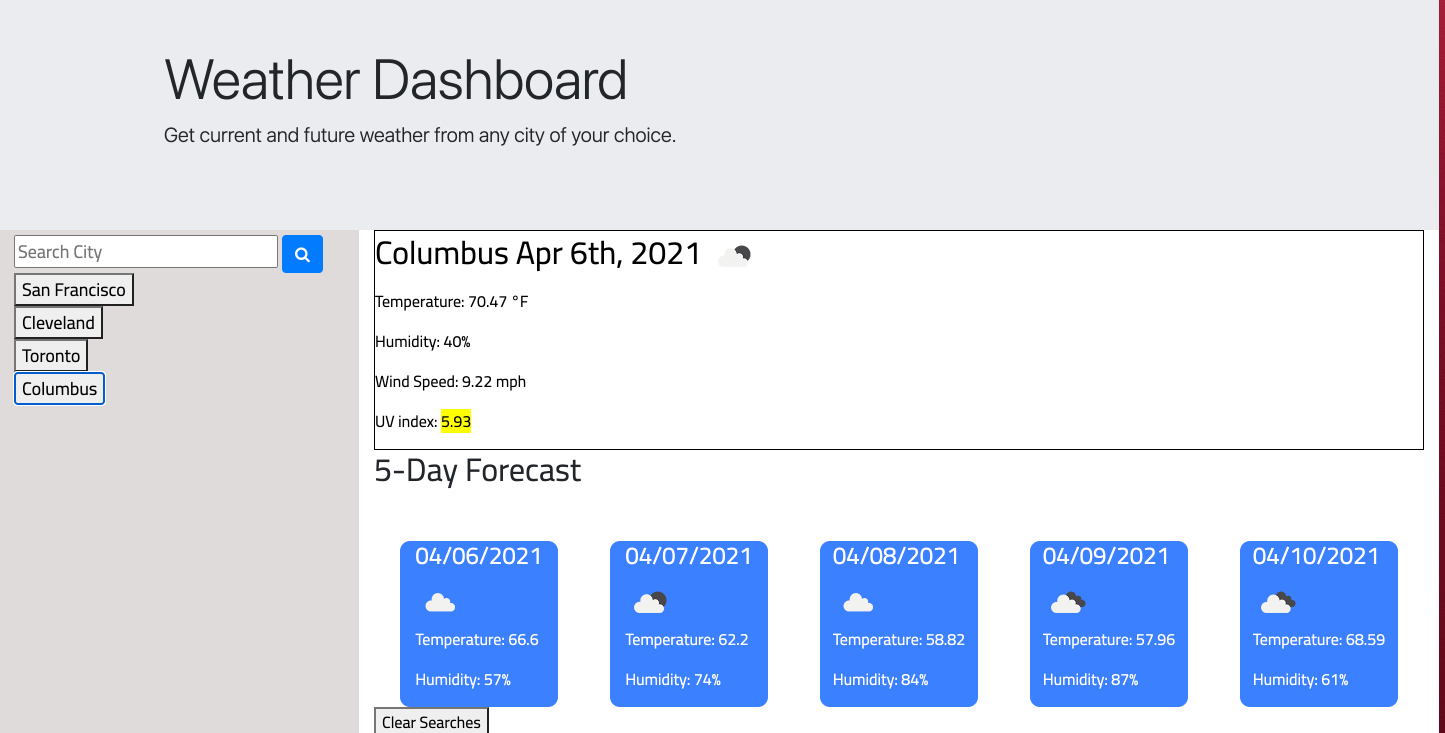 Weather Dashboard
Get current and future weather from any city of your choice.
Search City
San Francisco
Cleveland
Toronto
Columbus
Columbus Apr 6th, 2021
Temperature: 70.47 °F
Humidity: 40%
Wind Speed: 9.22 mph
UV index: 5.93
5-Day Forecast
04/06/2021
Temperature: 66.6
Humidity: 57%
04/07/2021
Temperature: 62.2
Humidity: 74%
04/08/2021
Temperature: 58.82
Humidity: 84%
04/09/2021
Temperature: 57.96
Humidity: 87%
04/10/2021
Temperature: 68.59
Humidity: 61%
Clear Searches